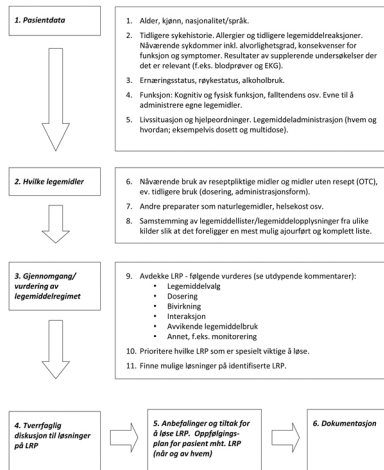 1. Pasientdata
1. Alder, kjønn, nasjonalitet/språk.
2. Tidligere sykehistorie. Allergier og tidligere legemiddelreaksjoner.
Nåværende sykdommer inkl. alvorlighetsgrad, konsekvenser for
funksjon og symptomer. Resultater av supplerende undersøkelser der
det er relevant (f.eks. blodprøver og EKG).
3. Ernæringsstatus, røykestatus, alkoholbruk.
4. Funksjon: Kognitiv og fysisk funksjon, falltendens osv. Evne til å
administrere egne legemidler.
5. Livssituasjon og hjelpeordninger. Legemiddeladministrasjon (hvem og
hvordan; eksempelvis dosett og multidose).
2. Hvilke legemidler
6. Nåværende bruk av reseptpliktige midler og midler uten resept (OTC),
ev. tidligere bruk (dosering, administrasjonsform).
7. Andre preparater som naturlegemidler, helsekost osv.
8. Samstemming av legemiddellister/legemiddelopplysninger fra ulike
kilder slik at det foreligger en mest mulig ajourført og komplett liste.
3. Gjennomgang/
vurdering av
legemiddelregimet
9. Avdekke LRP - følgende vurderes (se utdypende kommentarer):
• Legemiddelvalg
• Dosering
• Bivirkning
• Interaksjon
• Avvikende legemiddelbruk
• Annet, f.eks. monitorering
10. Prioritere hvilke LRP som er spesielt viktige å løse.
11. Finne mulige løsninger på identifiserte LRP.
4. Tverrfaglig
diskusjon til løsninger
på LRP
5. Anbefalinger og tiltak for
å løse LRP. Oppfølgings-
plan for pasient mht. LRP
(når og av hvem)
6. Dokumentasjon